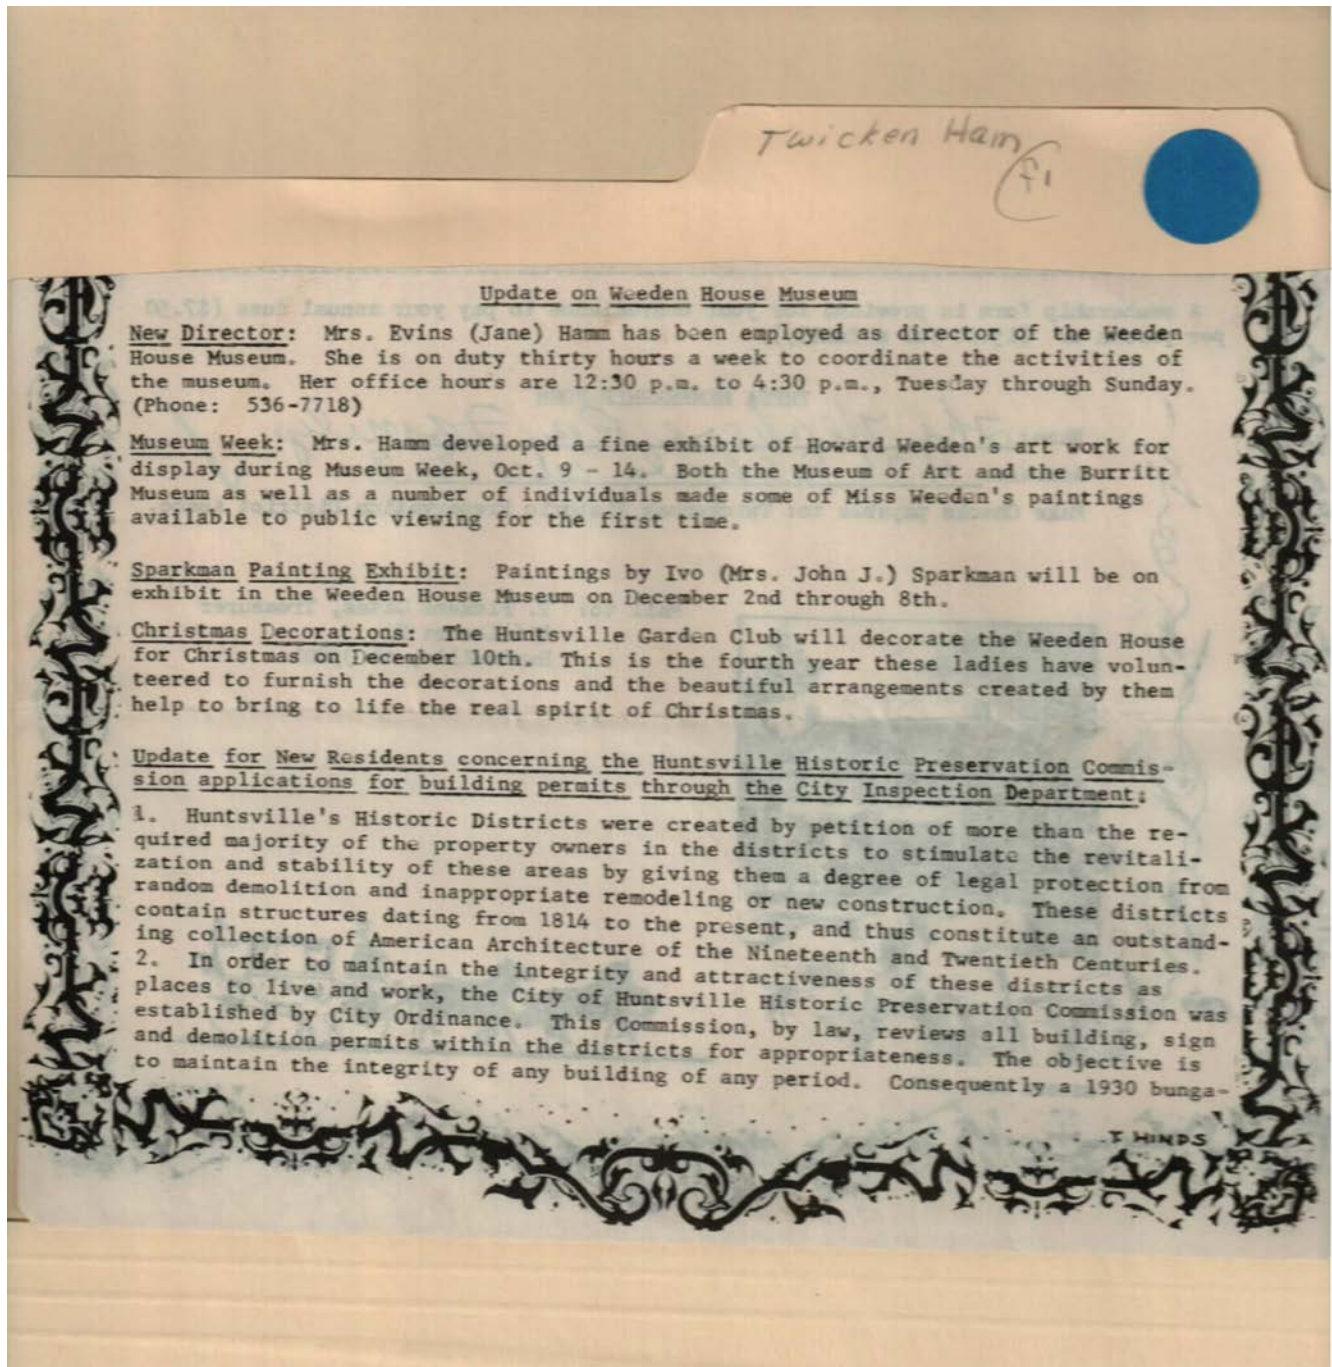 Twicken Ham
f1
Update on Weeden House Museum
New Director: Mrs. Evins (Jane) Hamm has been employed as director of the Weeden
House Museum. She is on duty thirty hours a week to coordinate the activities of
the museum. Her office hours are 12:30 p.m. to 4:30 p.m., Tuesday through Sunday.
(Phone: 536-7718)
Museum Week: Mrs. Hamm developed a fine exhibit of Howard Weeden's art work for
display during Museum Week, Oct. 9 - 14. Both the Museum of Art and the Burritt
Museum as well as a number of individuals made some of Miss Weeden's paintings
available to public viewing for the first time.
Sparkman Painting Exhibit: Paintings by Ivo (Mrs. John J.) Sparkman will be on
exhibit in the Weeden House Museum on December 2nd through 8th.
Christmas Decorations: The Huntsville Garden Club will decorate the Weeden House
for Christmas on December 10th. This is the fourth year these ladies have volun-
teered to furnish the decorations and the beautiful arrangements created by them
help to bring to life the real spirit of Christmas.
Update for New Residents concerning the Huntsville Historic Preservation Commis-
sion applications for building permits through the City Inspection Department:
1. Huntsville's Historic Districts were created by petition of more than the re-
quired majority of the property owners in the districts to stimulate the revitali-
zation and stability of these areas by giving them a degree of legal protection from
random demolition and inappropriate remodeling or new construction. These districts
contain structures dating from 1814 to the present, and thus constitute an outstand-
ing collection of American Architecture of the Nineteenth and Twentieth Centuries.
2. In order to maintain the integrity and attractiveness of these districts as
places to live and work, the City of Huntsville Historic Preservation Commission was
established by City Ordinance. This Commission, by law, reviews all building, sign
and demolition permits within the districts for appropriateness. The objective is
to maintain the integrity of any building of any period. Consequently a 1930 bunga-
T HINDS